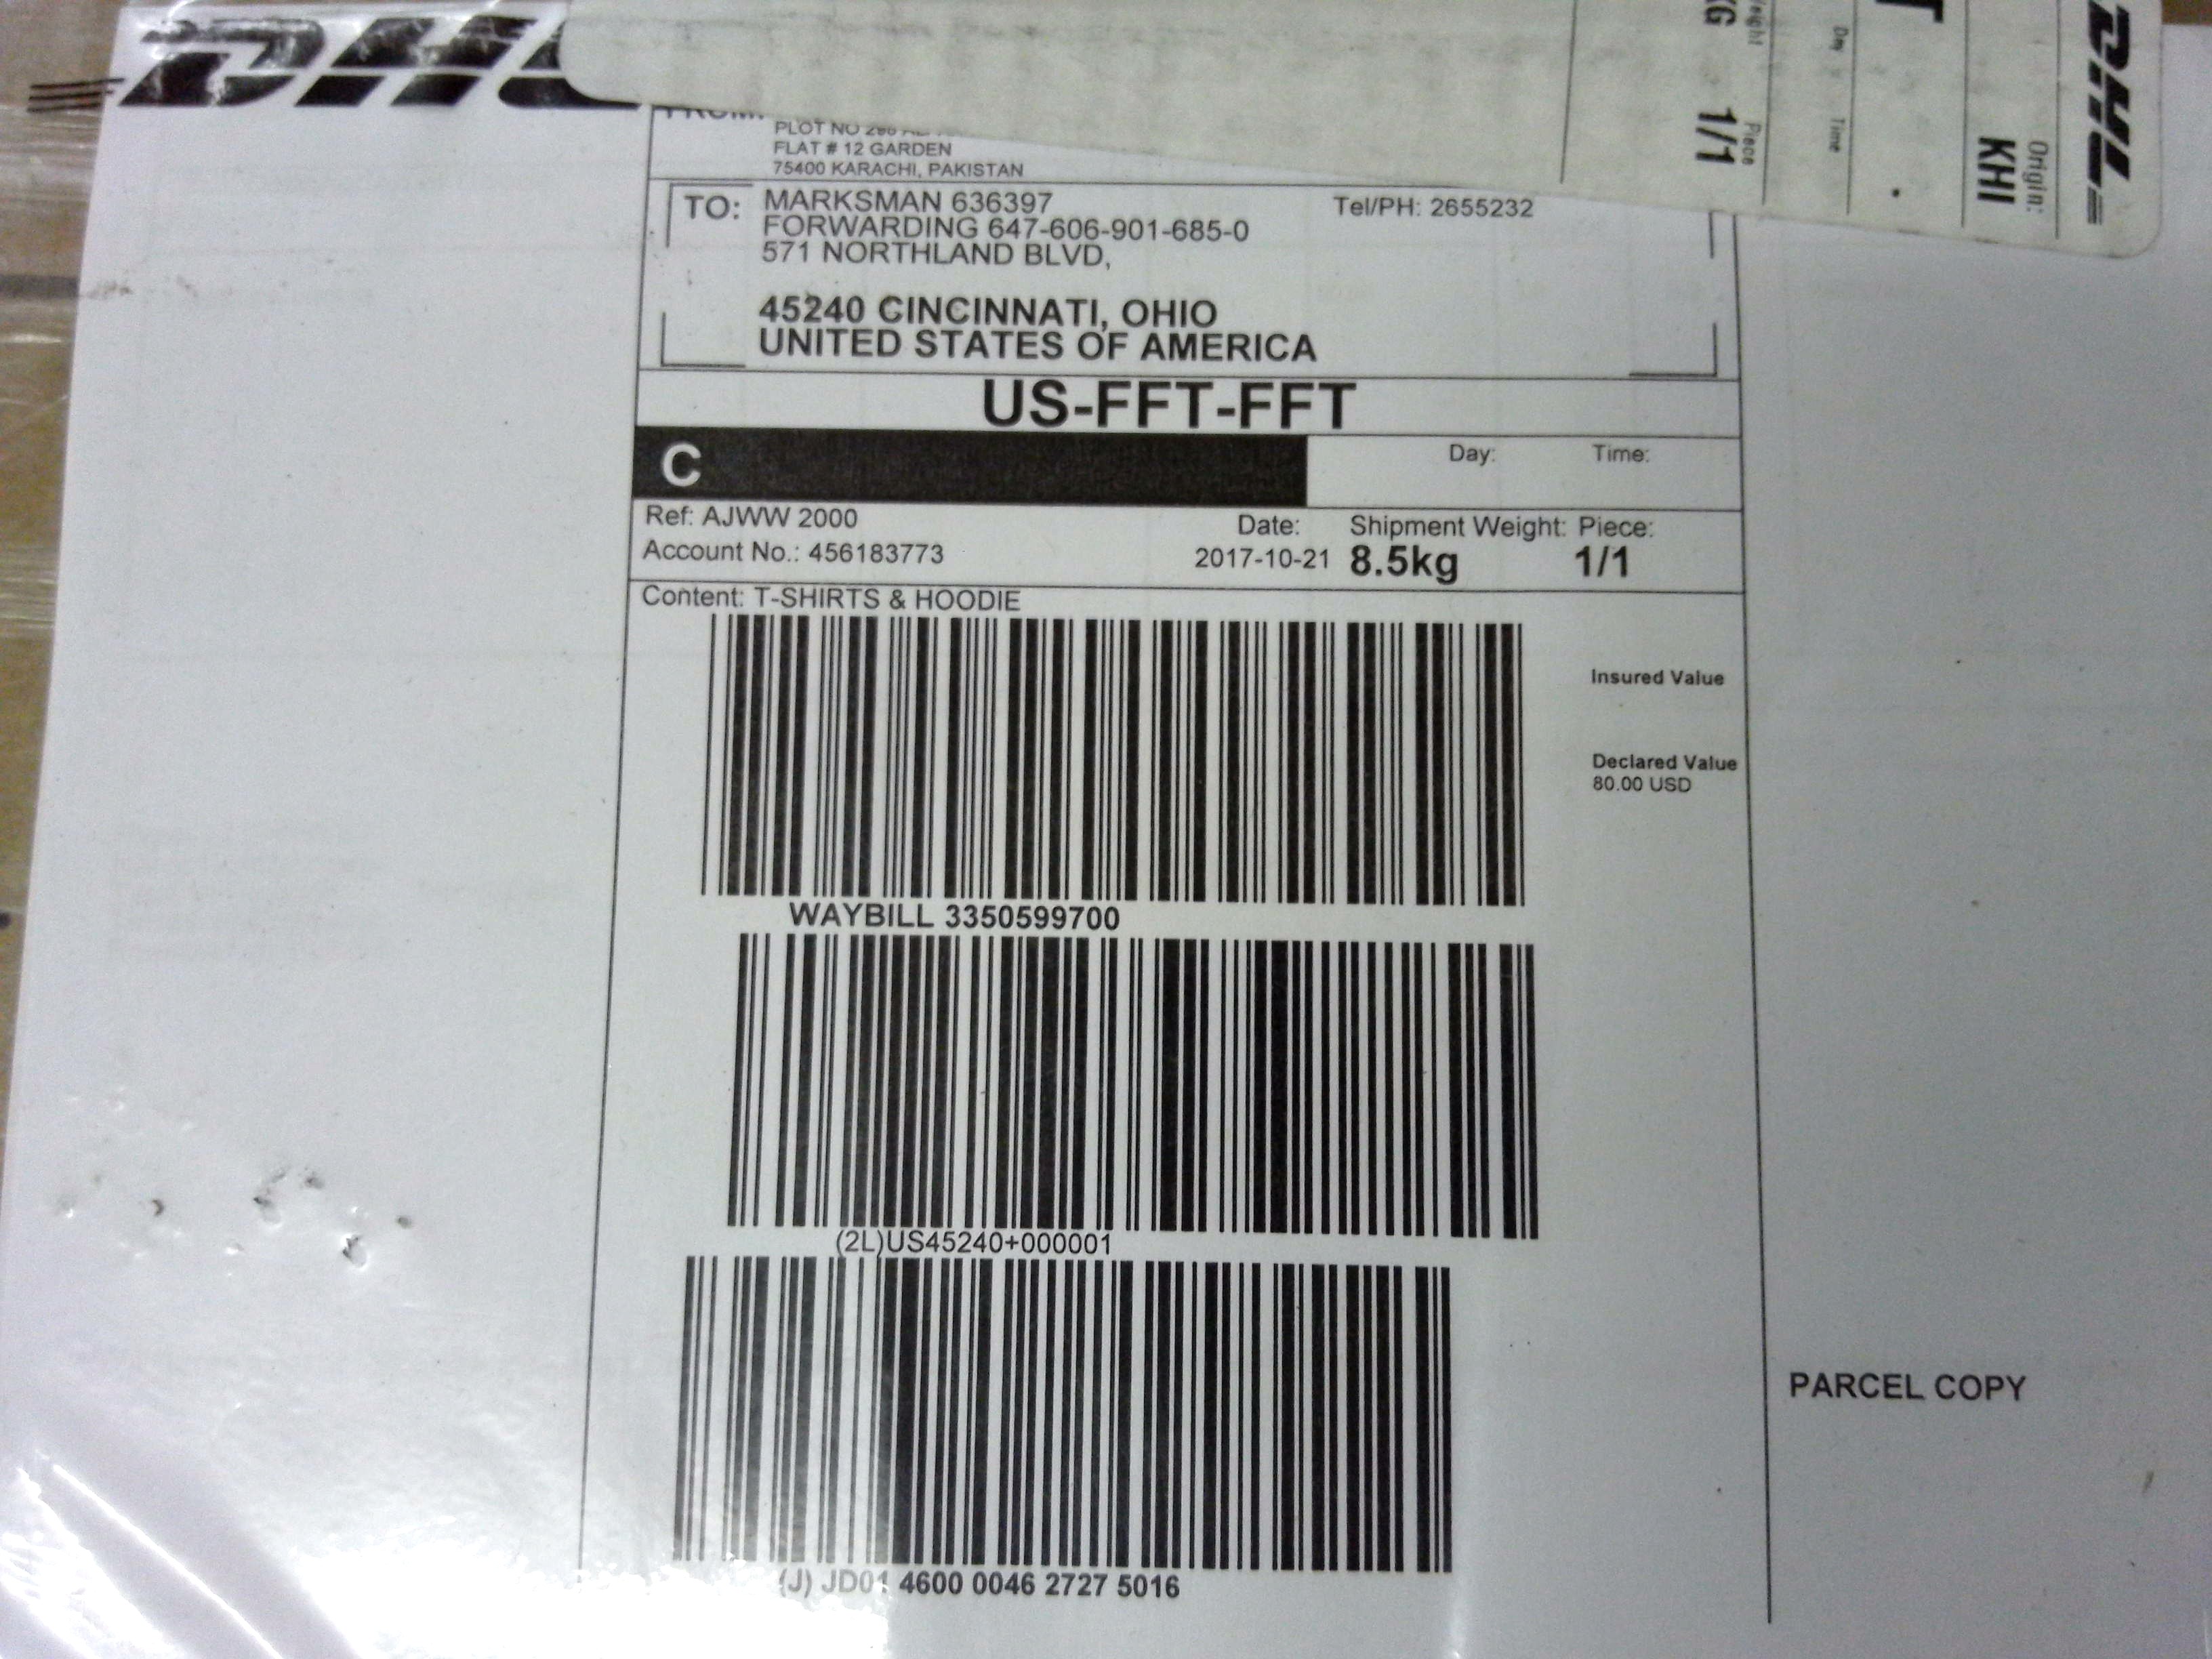 FROM:
PLOT NO
FLAT # 12 GARDEN
75400 KARACHI, PAKISTAN
TO: MARKSMAN 636397
Tel/PH: 2655232
FORWARDING 647-606-901-685-0
571 NORTHLAND BLVD,
45240 CINCINNATI, OHIO
UNITED STATES OF AMERICA
US-FFT-FFT
C
Day: Time:
Ref: AJWW 2000
Account No.: 456183773
Date:
2017-10-21
Shipment Weight:
8.5kg
Piece:
1/1
Content: T-SHIRTS & HOODIE
Insured Value
Declared Value
80.00 USD
WAYBILL 3350599700
(2L)US45240+000001
(J) JD01 4600 0046 2727 5016
PARCEL COPY
DHL
Origin:
KHI
Day
Time
Piece
1/1